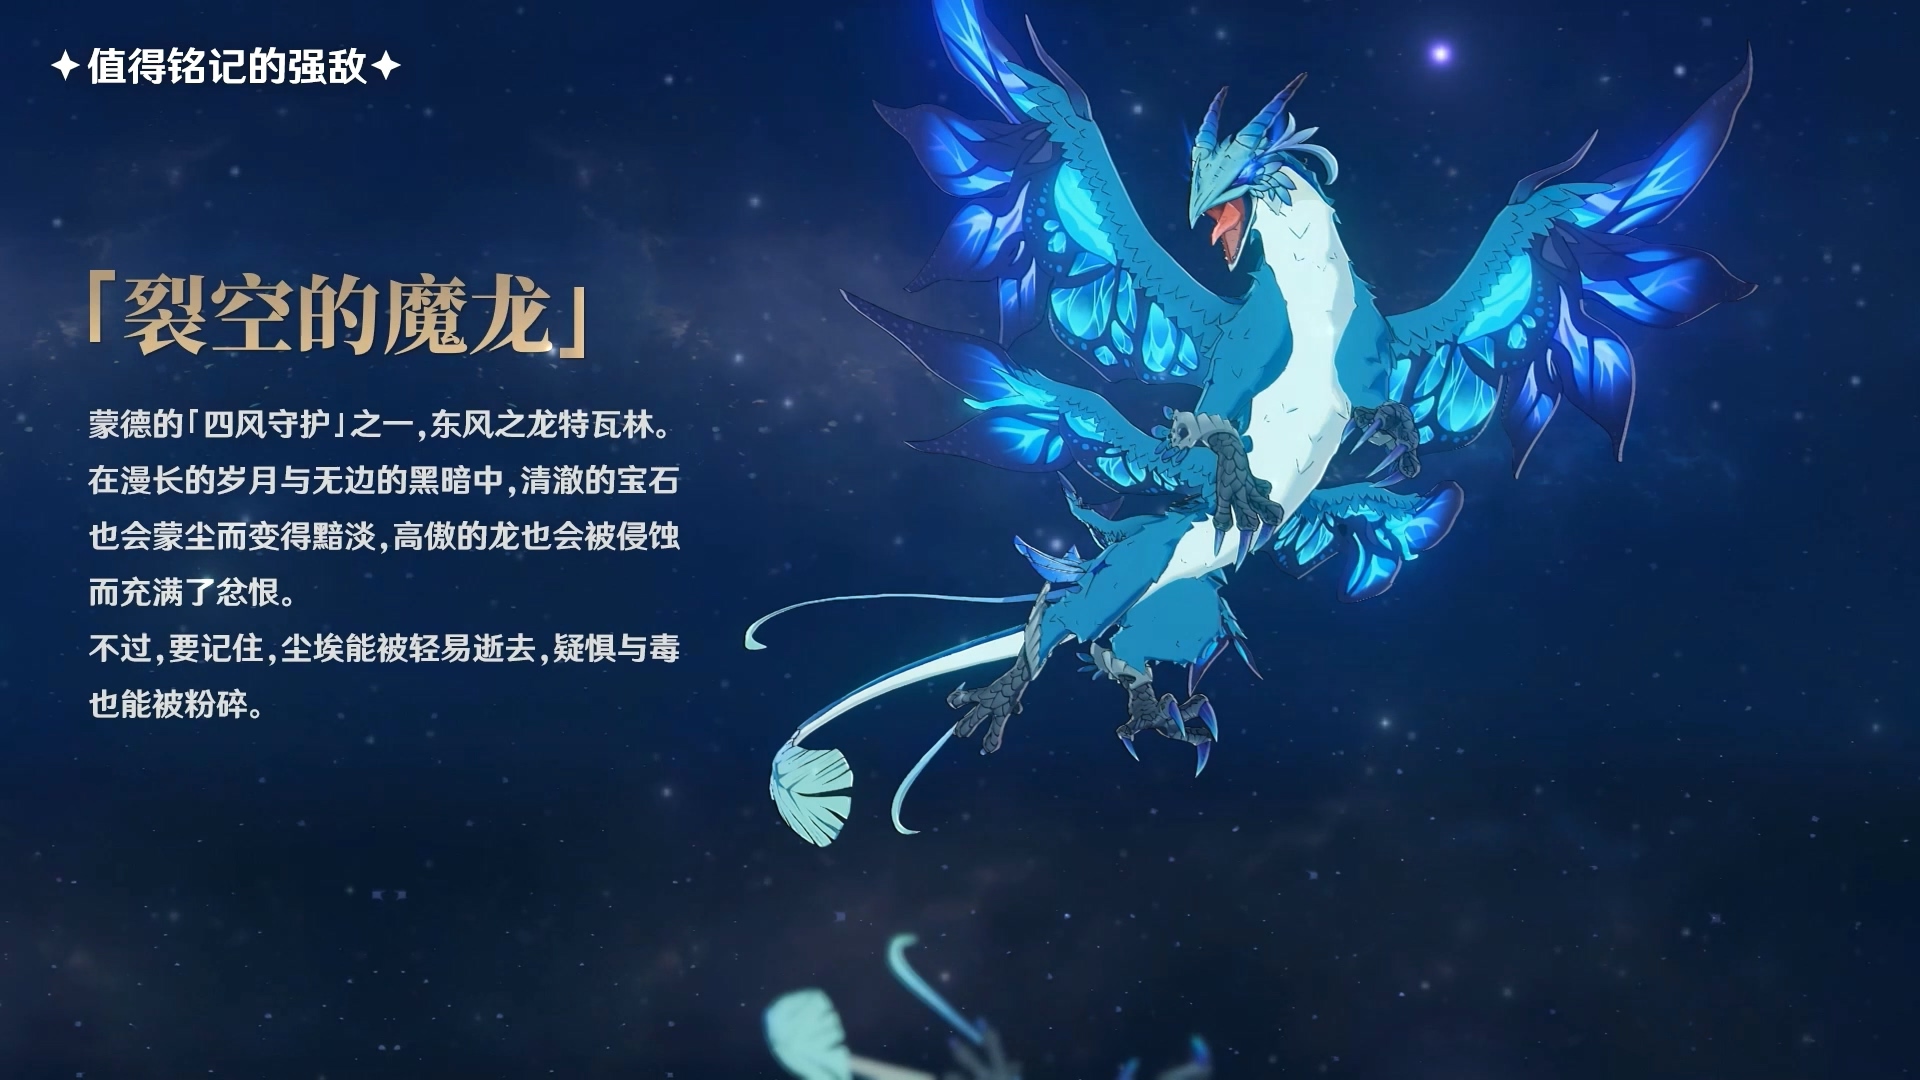 ✦值得铭记的强敌✦
「裂空的魔龙」
蒙德的「四风守护」之一,东风之龙特瓦林。
在漫长的岁月与无边的黑暗中,清澈的宝石
也会蒙尘而变得黯淡,高傲的龙也会被侵蚀
而充满了忿恨。
不过,要记住,尘埃能被轻易逝去,疑惧与毒
也能被粉碎。